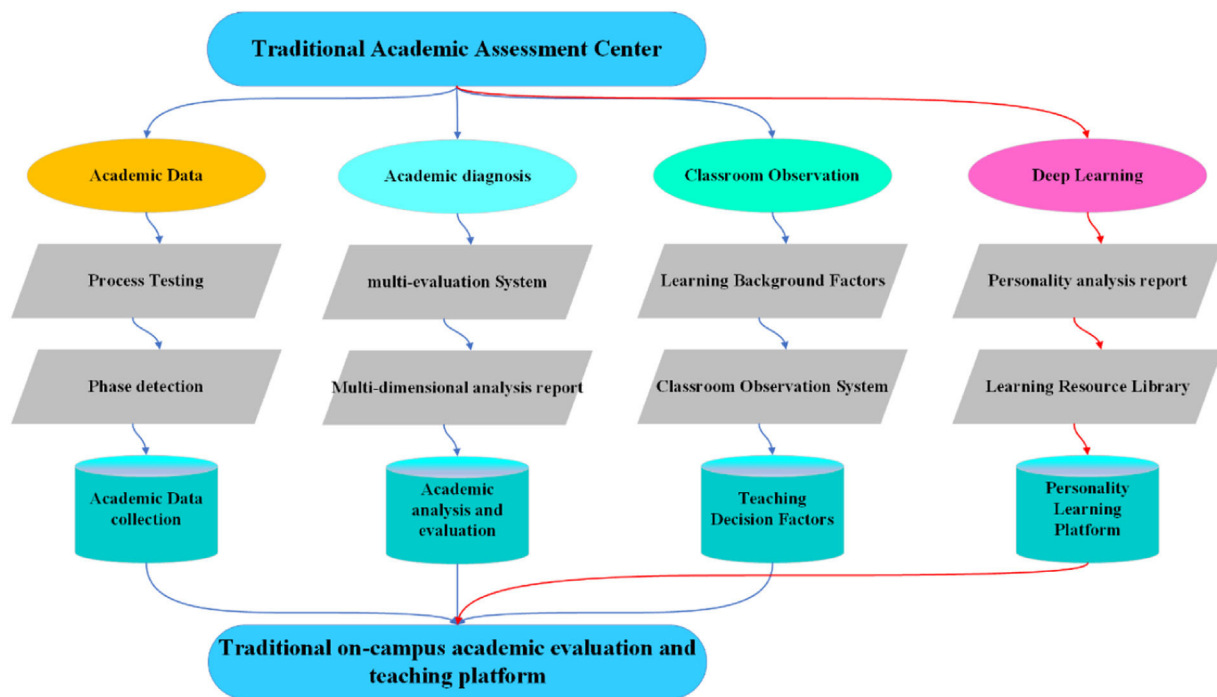 Traditional Academic Assessment Center
Academic Data
Academic diagnosis
Classroom Observation
Deep Learning
Process Testing
multi-evaluation System
Learning Background Factors
Personality analysis report
Phase detection
Multi-dimensional analysis report
Classroom Observation System
Learning Resource Library
Academic Data
collection
Academic
analysis and
evaluation
Teaching
Decision Factors
Personality
Learning
Platform
Traditional on-campus academic evaluation and
teaching platform